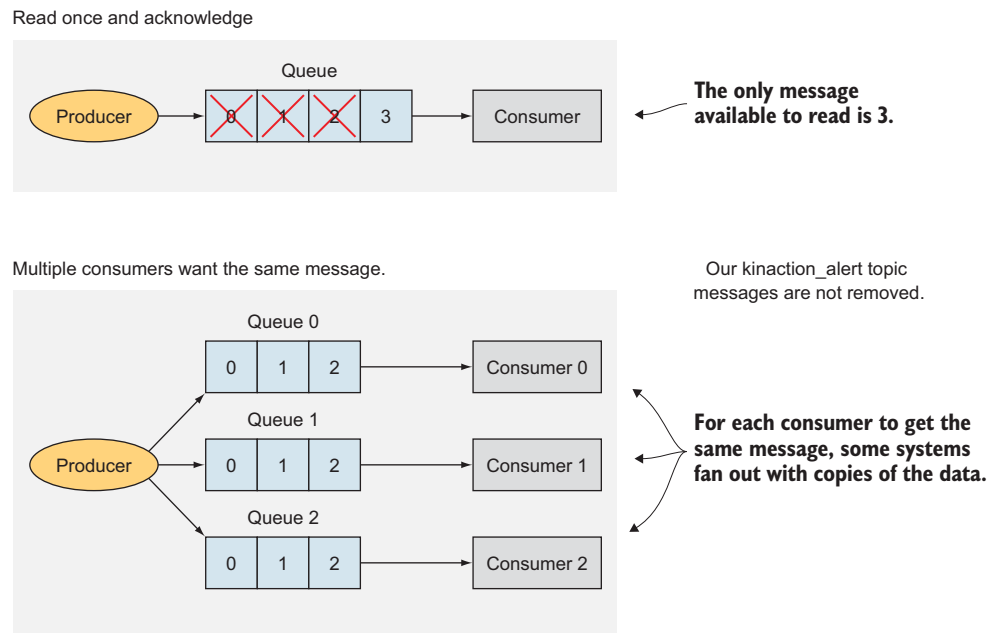 Read once and acknowledge
Queue
Producer
0
1
2
3
Consumer
The only message
available to read is 3.
Multiple consumers want the same message.
Our kinaction_alert topic
messages are not removed.
Queue 0
0
1
2
Consumer 0
Queue 1
Producer
0
1
2
Consumer 1
For each consumer to get the
same message, some systems
fan out with copies of the data.
Queue 2
0
1
2
Consumer 2